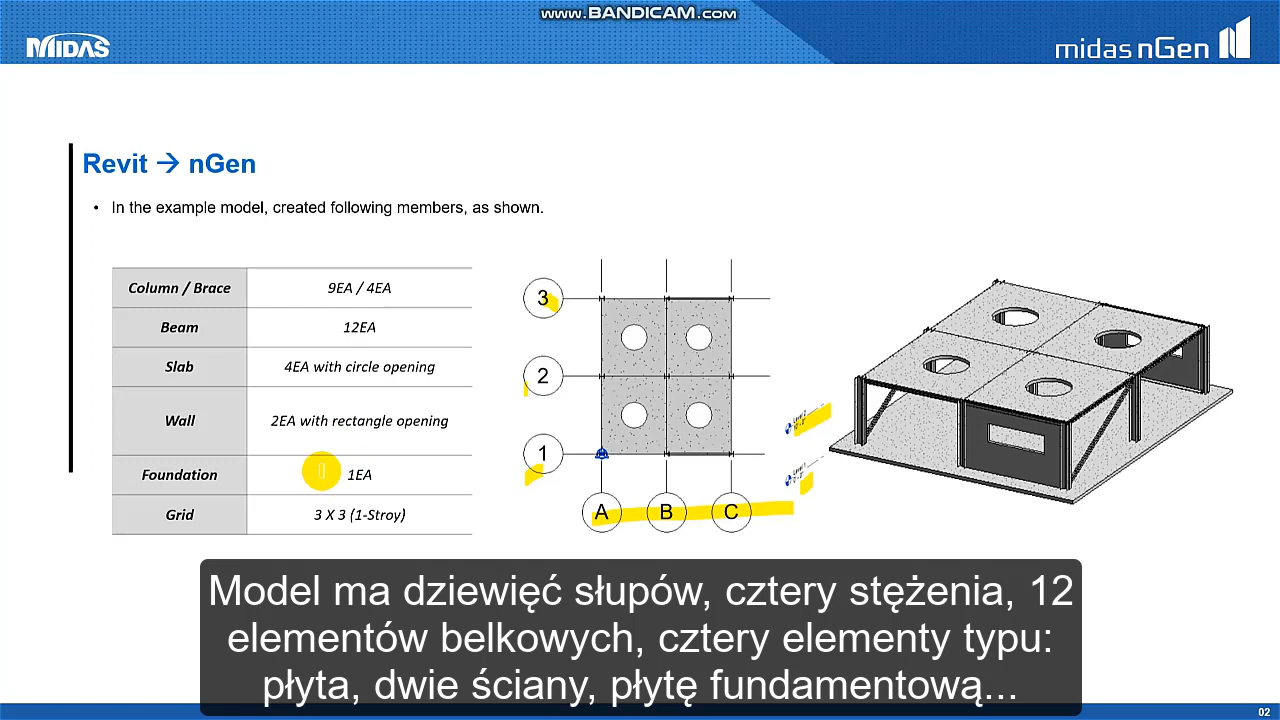 www.BANDICAM.com
MIDAS
midas nGen
Revit → nGen
• In the example model, created following members, as shown.
Column / Brace 9EA / 4EA
Beam 12EA
Slab 4EA with circle opening
Wall 2EA with rectangle opening
Foundation 1EA
Grid 3 X 3 (1-Stroy)
3
2
1
A B C
Model ma dziewięć słupów, cztery stężenia, 12
elementów belkowych, cztery elementy typu:
płyta, dwie ściany, płytę fundamentową...
02